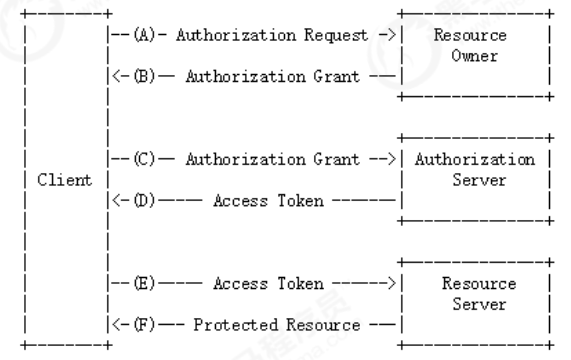 (A) Authorization Request
Resource
Owner
(B) Authorization Grant
(C) Authorization Grant
Authorization
Server
Client
(D) Access Token
(E) Access Token
Resource
Server
(F) Protected Resource